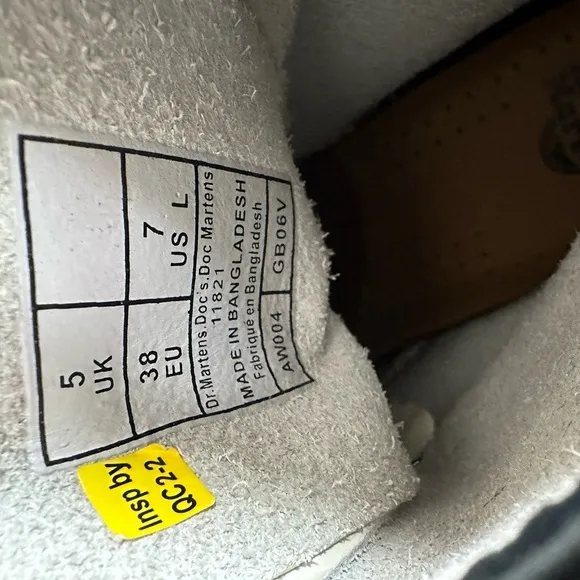 5
UK
7
US L
38
EU
Dr.Martens.Doc's.Doc Martens
11821
MADE IN BANGLADESH
Fabriqué en Bangladesh
AW004 GB06V
Insp by
QC2-2